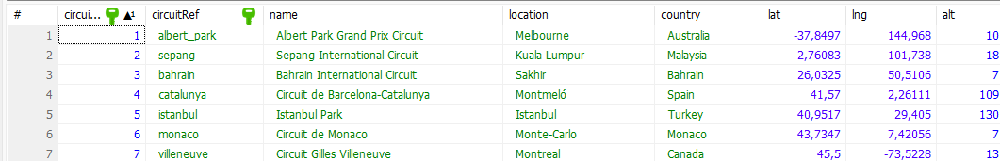 # circui... 1 circuitRef name location country lat lng alt
1 1 albert_park Albert Park Grand Prix Circuit Melbourne Australia -37,8497 144,968 10
2 2 sepang Sepang International Circuit Kuala Lumpur Malaysia 2,76083 101,738 18
3 3 bahrain Bahrain International Circuit Sakhir Bahrain 26,0325 50,5106 7
4 4 catalunya Circuit de Barcelona-Catalunya Montmeló Spain 41,57 2,26111 109
5 5 istanbul Istanbul Park Istanbul Turkey 40,9517 29,405 130
6 6 monaco Circuit de Monaco Monte-Carlo Monaco 43,7347 7,42056 7
7 7 villeneuve Circuit Gilles Villeneuve Montreal Canada 45,5 -73,5228 13